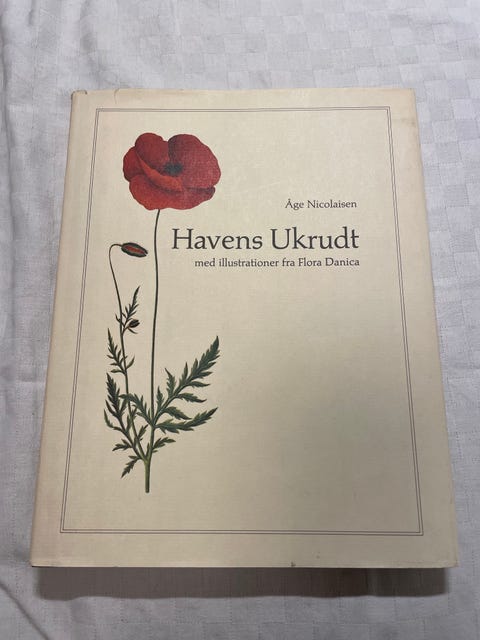 Åge Nicolaisen
Havens Ukrudt
med illustrationer fra Flora Danica